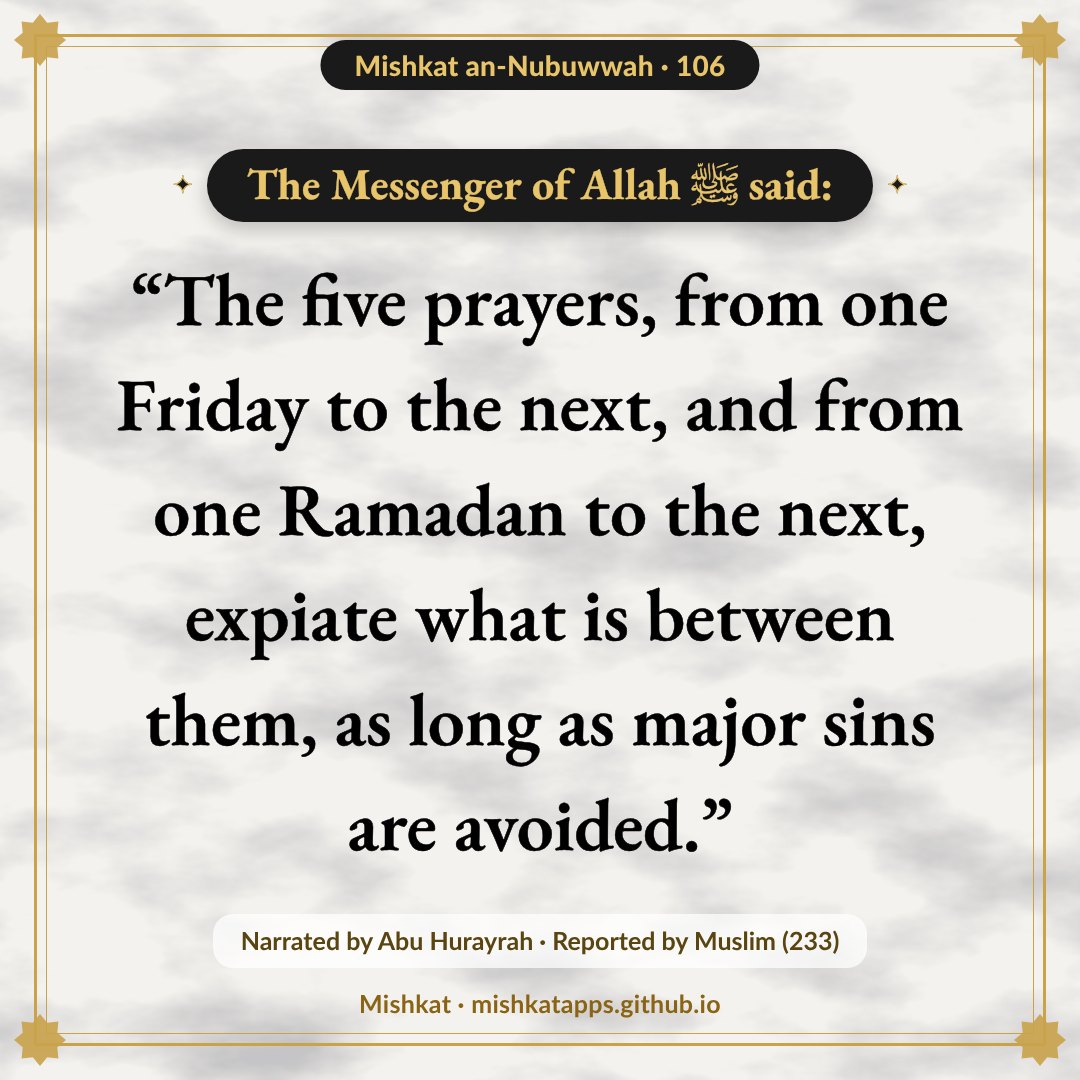 Mishkat an-Nubuwwah · 106
The Messenger of Allah ﷺ said:
“The five prayers, from one
Friday to the next, and from
one Ramadan to the next,
expiate what is between
them, as long as major sins
are avoided.”
Narrated by Abu Hurayrah · Reported by Muslim (233)
Mishkat · mishkatapps.github.io